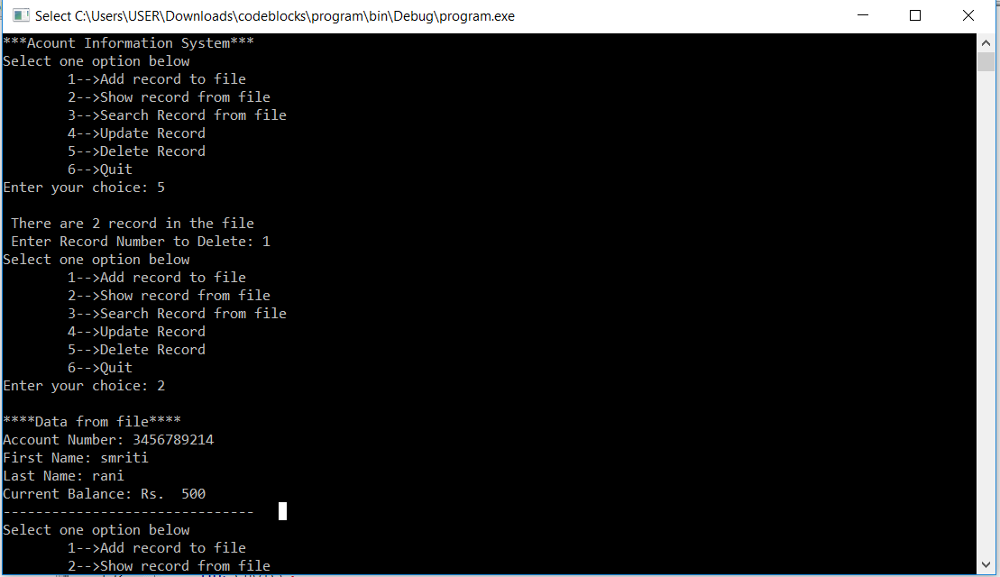 Select C:\Users\USER\Downloads\codeblocks\program\bin\Debug\program.exe
***Acount Information System***
Select one option below
1-->Add record to file
2-->Show record from file
3-->Search Record from file
4-->Update Record
5-->Delete Record
6-->Quit
Enter your choice: 5
There are 2 record in the file
Enter Record Number to Delete: 1
Select one option below
1-->Add record to file
2-->Show record from file
3-->Search Record from file
4-->Update Record
5-->Delete Record
6-->Quit
Enter your choice: 2
****Data from file****
Account Number: 3456789214
First Name: smriti
Last Name: rani
Current Balance: Rs.  500
-------------------------------
Select one option below
1-->Add record to file
2-->Show record from file